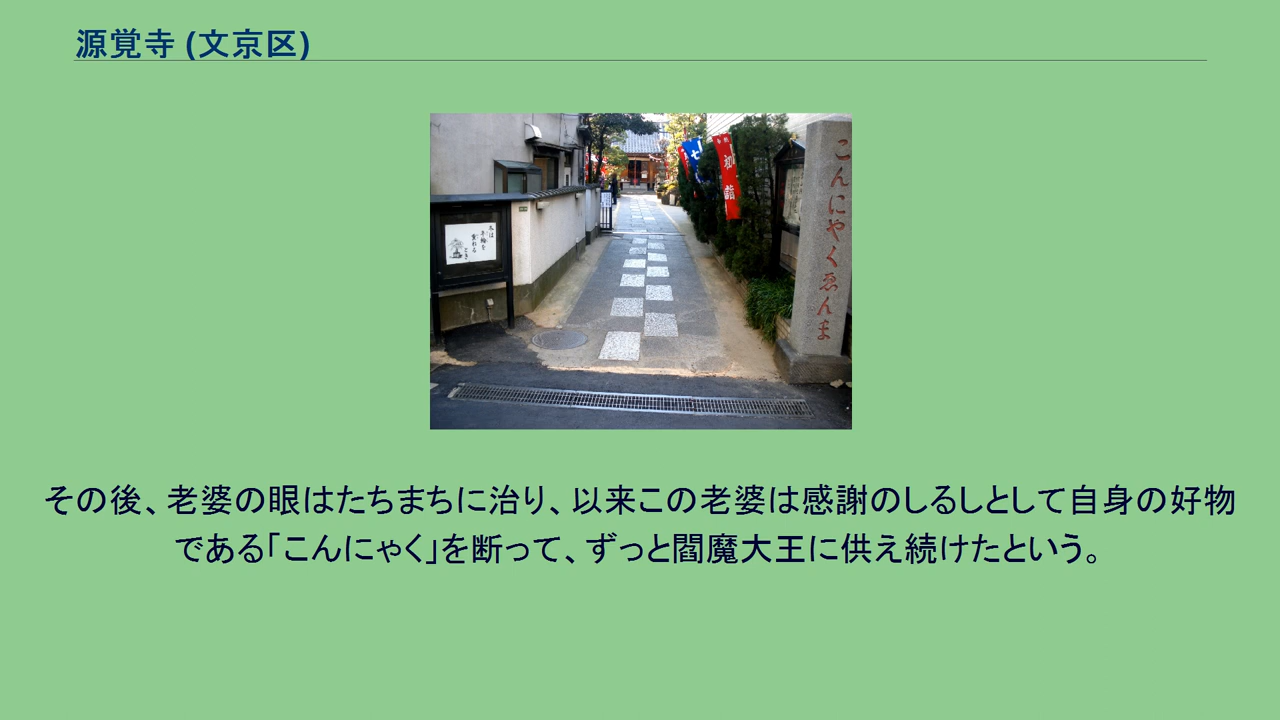 源覚寺 (文京区)
こんにやくゑんま
初詣
その後、老婆の眼はたちまちに治り、以来この老婆は感謝のしるしとして自身の好物
である「こんにゃく」を断って、ずっと閻魔大王に供え続けたという。